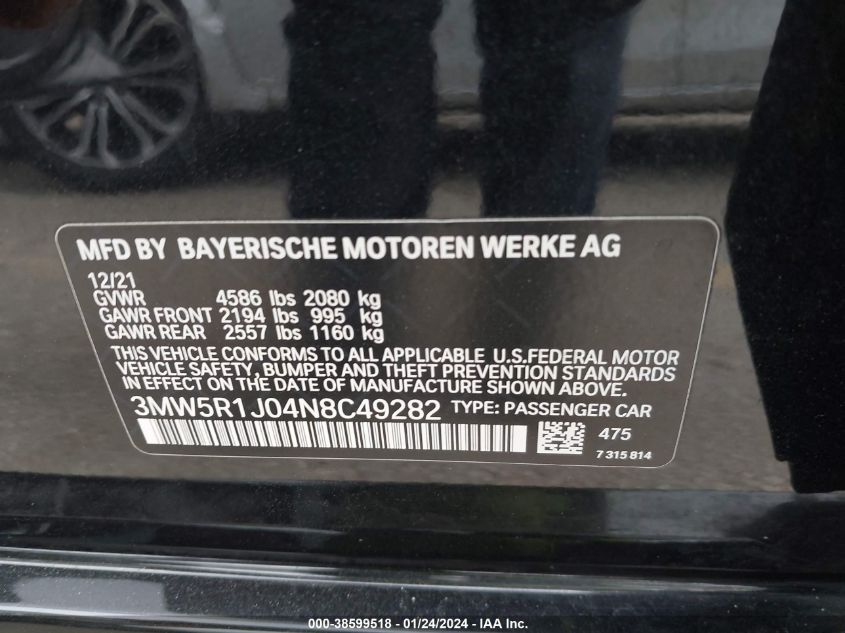 MFD BY BAYERISCHE MOTOREN WERKE AG
12/21
GVWR 4586 lbs 2080 kg
GAWR FRONT 2194 lbs 995 kg
GAWR REAR 2557 lbs 1160 kg
THIS VEHICLE CONFORMS TO ALL APPLICABLE U.S.FEDERAL MOTOR
VEHICLE SAFETY, BUMPER AND THEFT PREVENTION STANDARDS
IN EFFECT ON THE DATE OF MANUFACTURE SHOWN ABOVE.
3MW5R1J04N8C49282 TYPE: PASSENGER CAR
475
7 315 814
000-38599518 - 01/24/2024 - IAA Inc.